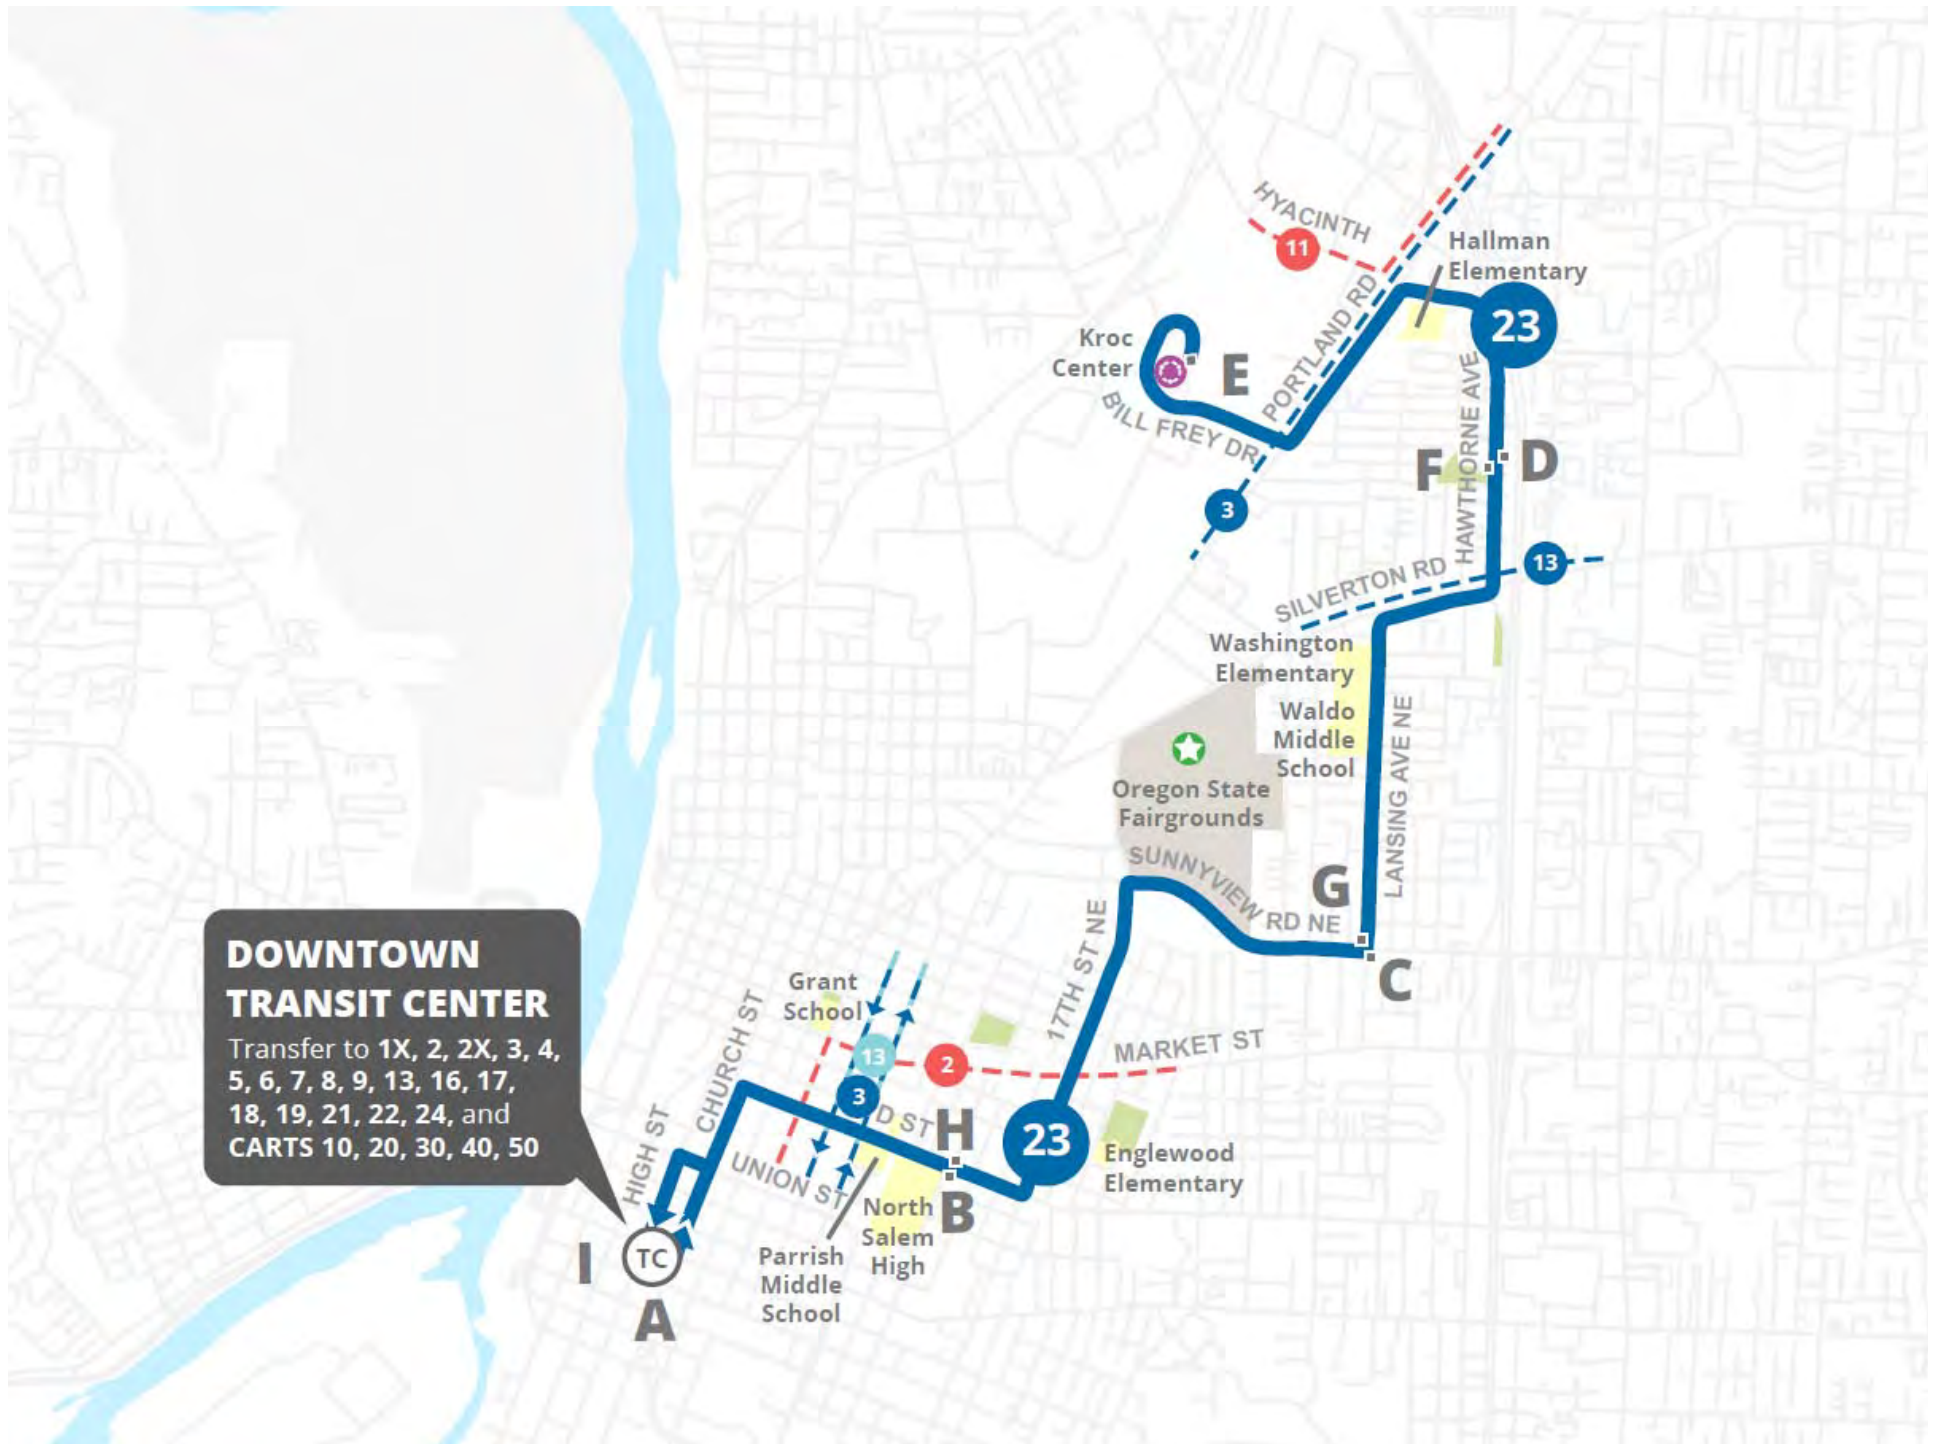 HYACINTH
11
Hallman
Elementary
23
PORTLAND RD
Kroc
Center
E
BILL FREY DR
HAWTHORNE AVE
F
D
3
13
SILVERTON RD
Washington
Elementary
Waldo
Middle
School
LANSING AVE NE
Oregon State
Fairgrounds
SUNNYVIEW RD NE
G
C
17TH ST NE
DOWNTOWN
TRANSIT CENTER
Transfer to 1X, 2, 2X, 3, 4,
5, 6, 7, 8, 9, 13, 16, 17,
18, 19, 21, 22, 24, and
CARTS 10, 20, 30, 40, 50
Grant
School
CHURCH ST
13
2
MARKET ST
3
D ST
H
23
HIGH ST
UNION ST
Englewood
Elementary
B
North
Salem
High
Parrish
Middle
School
I
TC
A